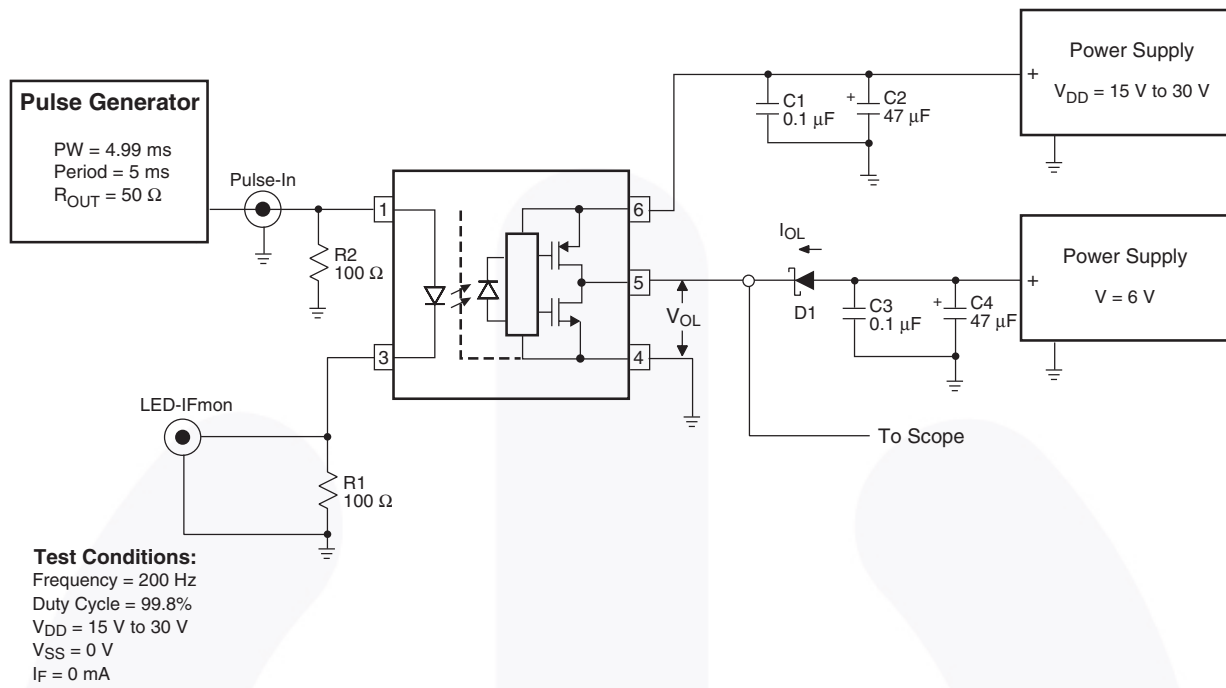 Pulse Generator
PW = 4.99 ms
Period = 5 ms
R_OUT = 50 Ω
Pulse-In
R2
100 Ω
1
3
LED-IFmon
R1
100 Ω
6
5
4
V_OL
C1
0.1 μF
+
C2
47 μF
+
Power Supply
V_DD = 15 V to 30 V
I_OL
D1
C3
0.1 μF
+
C4
47 μF
+
Power Supply
V = 6 V
To Scope
Test Conditions:
Frequency = 200 Hz
Duty Cycle = 99.8%
V_DD = 15 V to 30 V
V_SS = 0 V
I_F = 0 mA